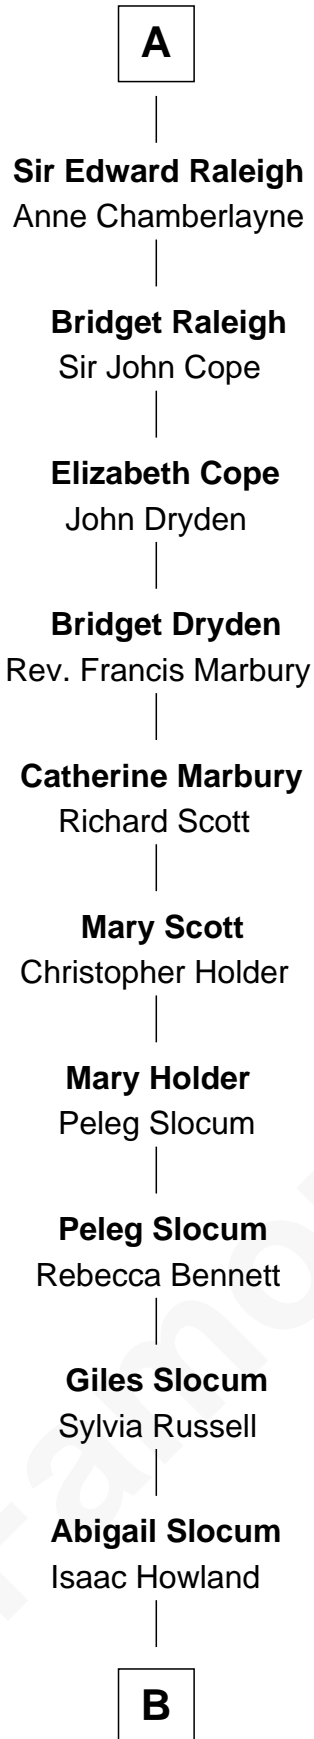 A
Sir Edward Raleigh
Anne Chamberlayne
Bridget Raleigh
Sir John Cope
Elizabeth Cope
John Dryden
Bridget Dryden
Rev. Francis Marbury
Catherine Marbury
Richard Scott
Mary Scott
Christopher Holder
Mary Holder
Peleg Slocum
Peleg Slocum
Rebecca Bennett
Giles Slocum
Sylvia Russell
Abigail Slocum
Isaac Howland
B